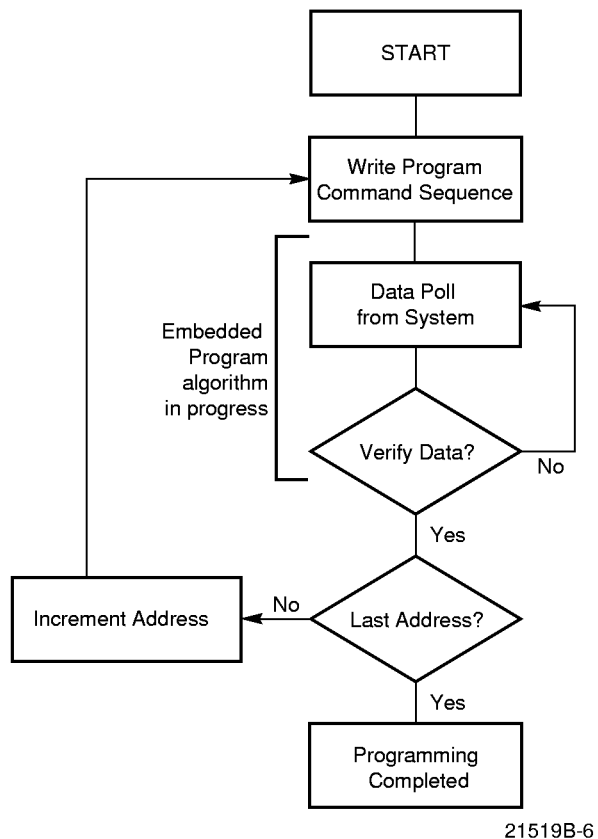 START
Write Program
Command Sequence
Data Poll
from System
Embedded
Program
algorithm
in progress
Verify Data?
No
Yes
Last Address?
No
Increment Address
Yes
Programming
Completed
21519B-6